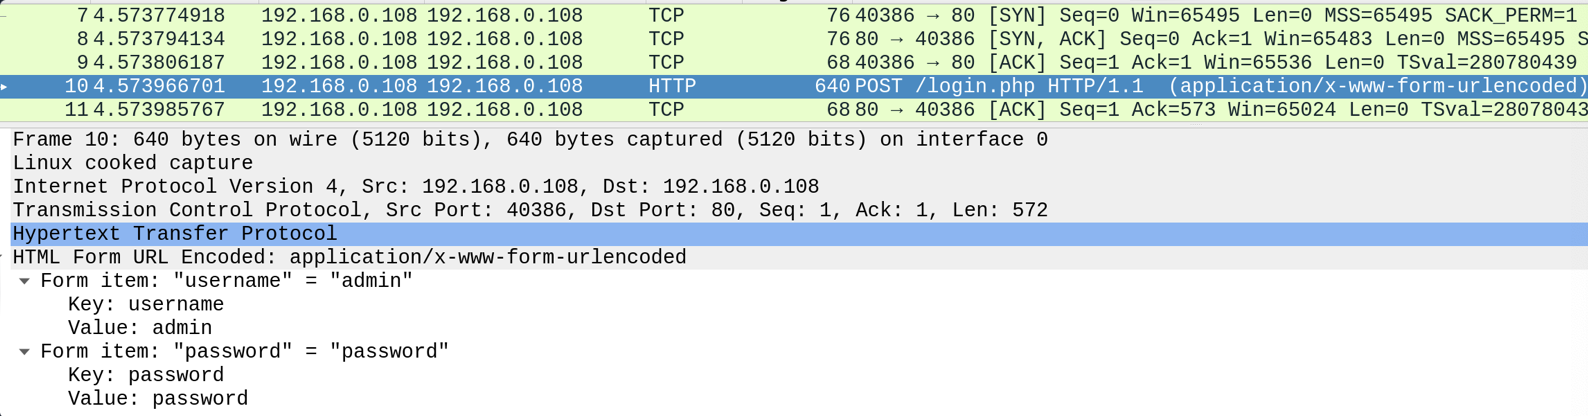 7 4.573774918 192.168.0.108 192.168.0.108 TCP 76 40386 → 80 [SYN] Seq=0 Win=65495 Len=0 MSS=65495 SACK_PERM=1
8 4.573794134 192.168.0.108 192.168.0.108 TCP 76 80 → 40386 [SYN, ACK] Seq=0 Ack=1 Win=65483 Len=0 MSS=65495 S
9 4.573806187 192.168.0.108 192.168.0.108 TCP 68 40386 → 80 [ACK] Seq=1 Ack=1 Win=65536 Len=0 TSval=280780439
10 4.573966701 192.168.0.108 192.168.0.108 HTTP 640 POST /login.php HTTP/1.1 (application/x-www-form-urlencoded)
11 4.573985767 192.168.0.108 192.168.0.108 TCP 68 80 → 40386 [ACK] Seq=1 Ack=573 Win=65024 Len=0 TSval=28078043
Frame 10: 640 bytes on wire (5120 bits), 640 bytes captured (5120 bits) on interface 0
Linux cooked capture
Internet Protocol Version 4, Src: 192.168.0.108, Dst: 192.168.0.108
Transmission Control Protocol, Src Port: 40386, Dst Port: 80, Seq: 1, Ack: 1, Len: 572
Hypertext Transfer Protocol
HTML Form URL Encoded: application/x-www-form-urlencoded
Form item: "username" = "admin"
Key: username
Value: admin
Form item: "password" = "password"
Key: password
Value: password